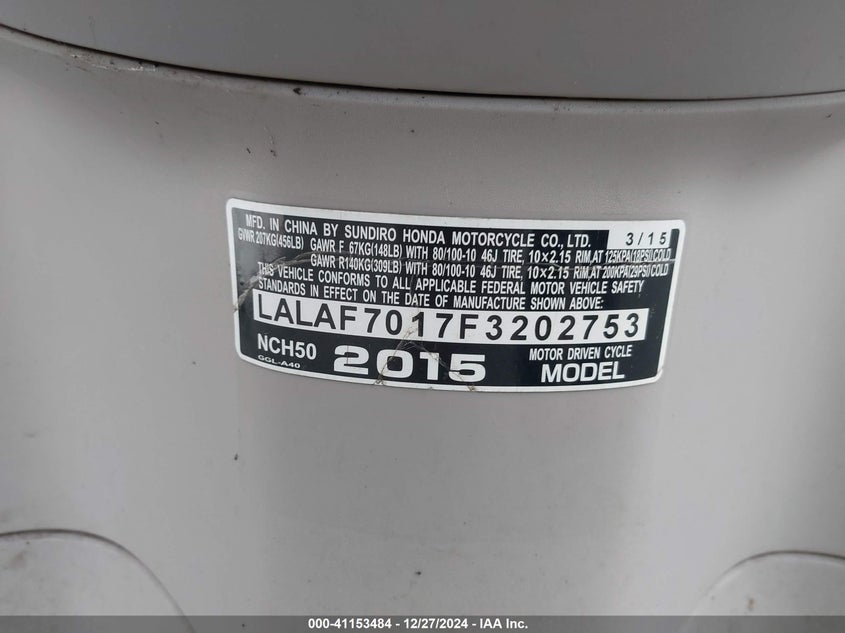 MFD. IN CHINA BY SUNDIRO HONDA MOTORCYCLE CO., LTD. 3/15
GVWR 207KG(456LB) GAWR F 67KG(148LB) WITH 80/100-10 46J TIRE, 10×2.15 RIM,AT 125KPA(18PSI)COLD
GAWR R140KG(309LB) WITH 80/100-10 46J TIRE, 10×2.15 RIM,AT 200KPA(29PSI)COLD
THIS VEHICLE CONFORMS TO ALL APPLICABLE FEDERAL MOTOR VEHICLE SAFETY
STANDARDS IN EFFECT ON THE DATE OF MANUFACTURE SHOWN ABOVE:
LALAF7017F3202753
NCH50 2015 MOTOR DRIVEN CYCLE
GGL-A40 MODEL
000-41153484 - 12/27/2024 - IAA Inc.